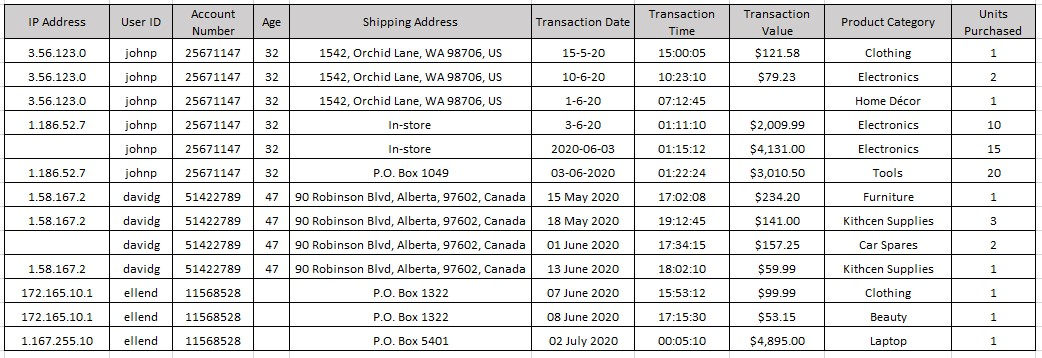 IP Address User ID Account Number Age Shipping Address Transaction Date Transaction Time Transaction Value Product Category Units Purchased
3.56.123.0 johnp 25671147 32 1542, Orchid Lane, WA 98706, US 15-5-20 15:00:05 $121.58 Clothing 1
3.56.123.0 johnp 25671147 32 1542, Orchid Lane, WA 98706, US 10-6-20 10:23:10 $79.23 Electronics 2
3.56.123.0 johnp 25671147 32 1542, Orchid Lane, WA 98706, US 1-6-20 07:12:45 Home Décor 1
1.186.52.7 johnp 25671147 32 In-store 3-6-20 01:11:10 $2,009.99 Electronics 10
johnp 25671147 32 In-store 2020-06-03 01:15:12 $4,131.00 Electronics 15
1.186.52.7 johnp 25671147 32 P.O. Box 1049 03-06-2020 01:22:24 $3,010.50 Tools 20
1.58.167.2 davidg 51422789 47 90 Robinson Blvd, Alberta, 97602, Canada 15 May 2020 17:02:08 $234.20 Furniture 1
1.58.167.2 davidg 51422789 47 90 Robinson Blvd, Alberta, 97602, Canada 18 May 2020 19:12:45 $141.00 Kithcen Supplies 3
davidg 51422789 47 90 Robinson Blvd, Alberta, 97602, Canada 01 June 2020 17:34:15 $157.25 Car Spares 2
1.58.167.2 davidg 51422789 47 90 Robinson Blvd, Alberta, 97602, Canada 13 June 2020 18:02:10 $59.99 Kithcen Supplies 1
172.165.10.1 ellend 11568528 P.O. Box 1322 07 June 2020 15:53:12 $99.99 Clothing 1
172.165.10.1 ellend 11568528 P.O. Box 1322 08 June 2020 17:15:30 $53.15 Beauty 1
1.167.255.10 ellend 11568528 P.O. Box 5401 02 July 2020 00:05:10 $4,895.00 Laptop 1